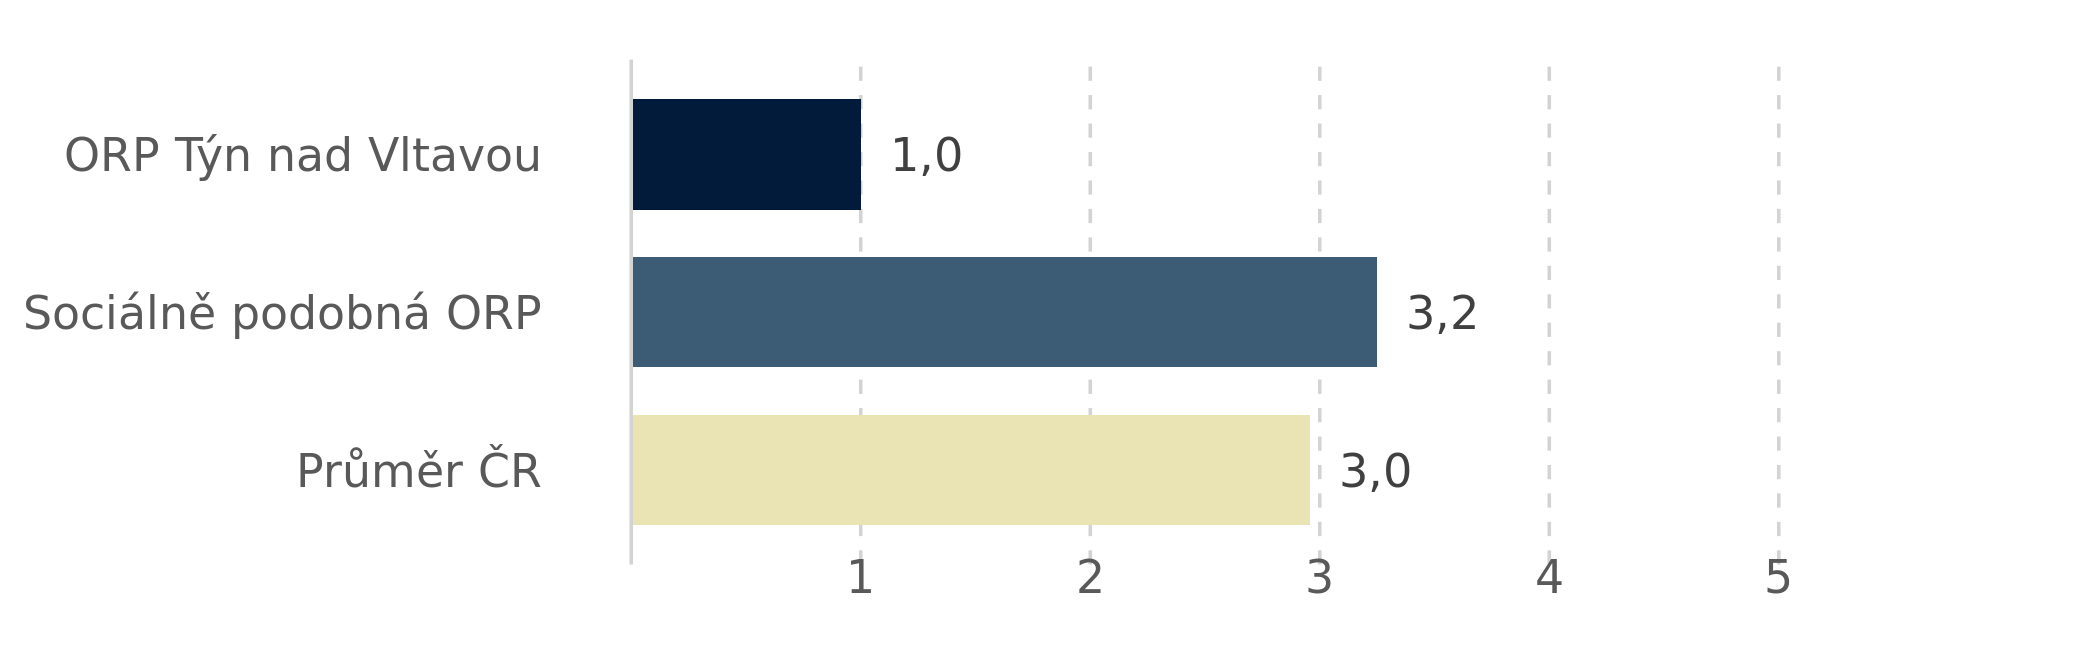 ORP Týn nad Vltavou 1,0
Sociálně podobná ORP 3,2
Průměr ČR 3,0
1 2 3 4 5